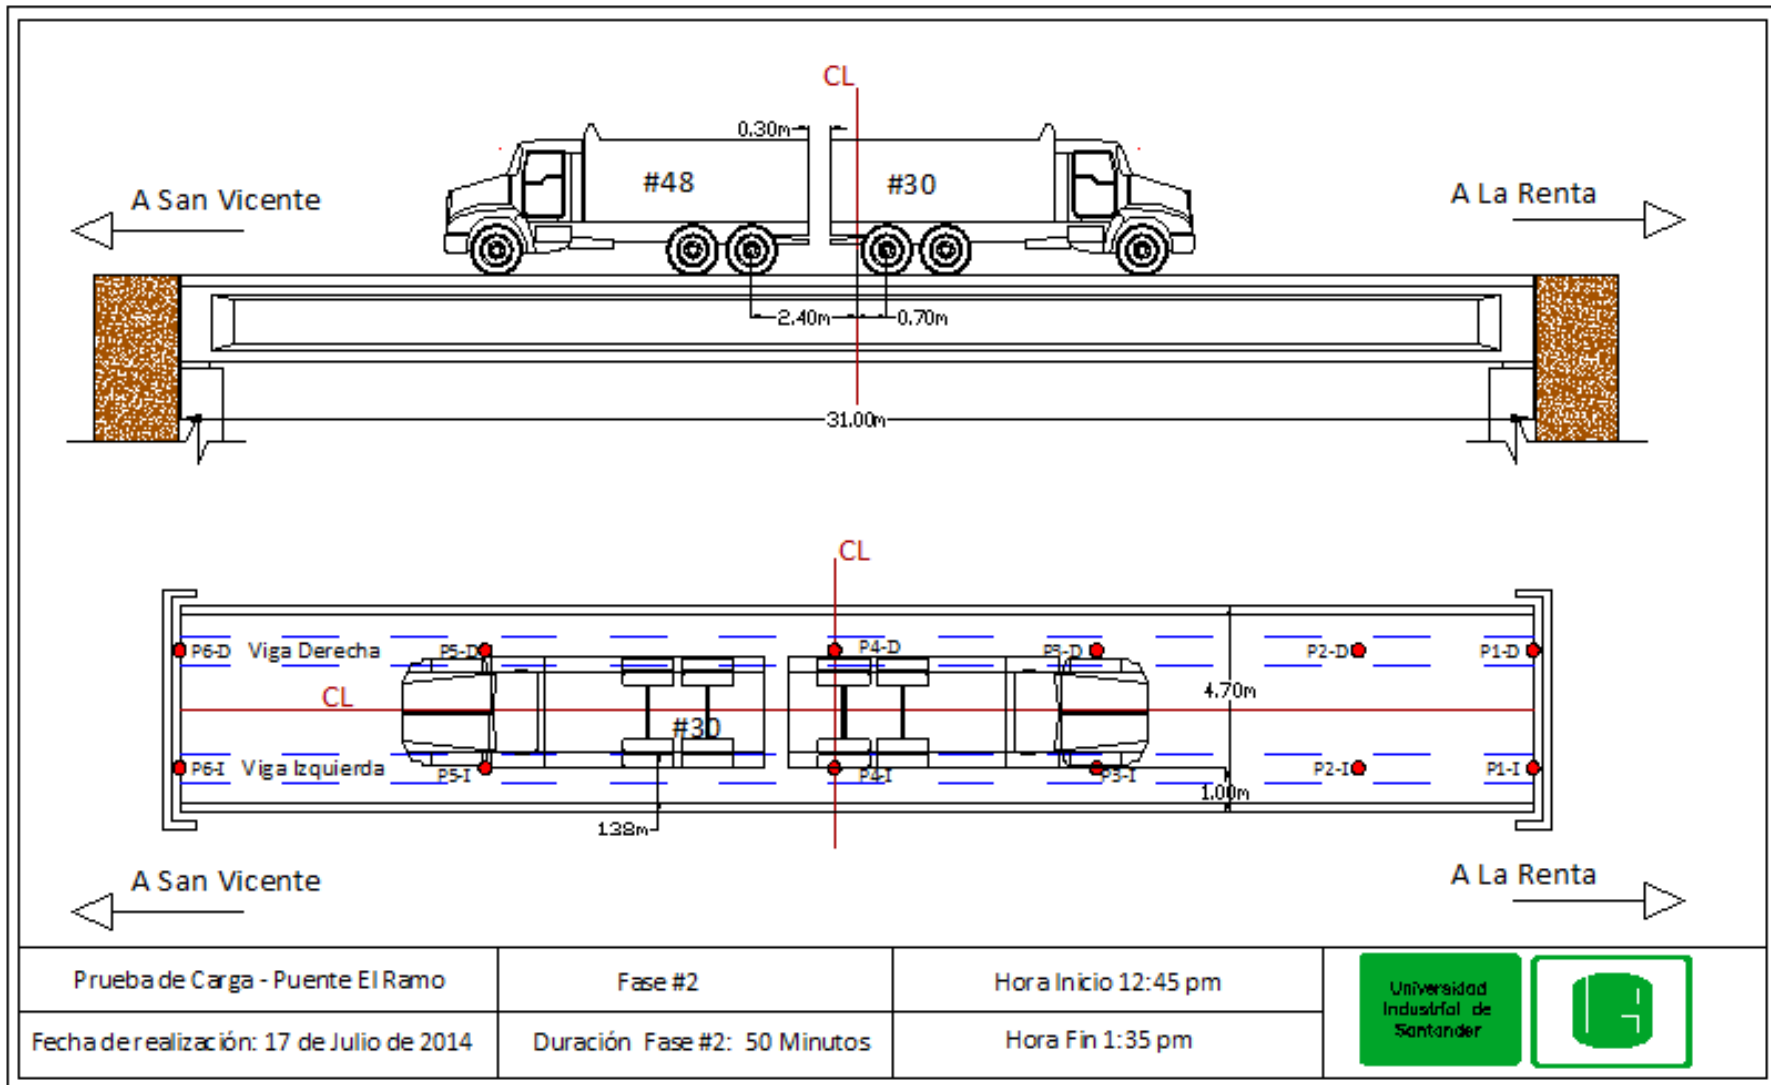 CL
0.30m
#48
#30
A San Vicente
A La Renta
2.40m
0.70m
31.00m
CL
P6-D
Viga Derecha
P5-D
P4-D
P3-D
P2-D
P1-D
CL
4.70m
#30
P6-I
Viga Izquierda
P5-I
P4-I
P3-I
P2-I
P1-I
1.00m
1.38m
A San Vicente
A La Renta
Prueba de Carga - Puente El Ramo
Fase #2
Hora Inicio 12:45 pm
Fecha de realización: 17 de Julio de 2014
Duración Fase #2: 50 Minutos
Hora Fin 1:35 pm
Universidad
Industrial de
Santander